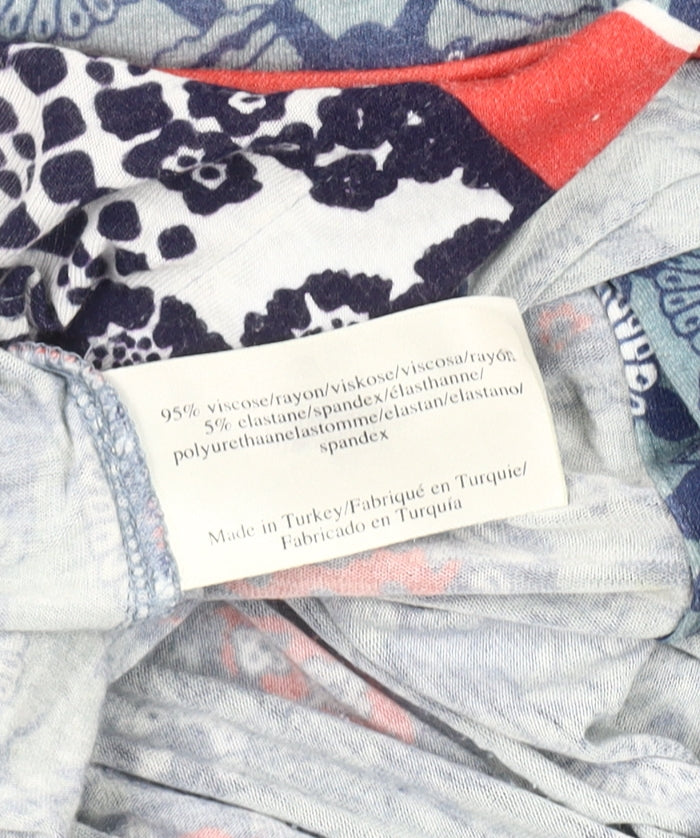 95% viscose/rayon/viskose/viscosa/rayón,
5% elastane/spandex/élasthanne/
polyurethaanelastomme/elastan/elastano/
spandex
Made in Turkey/Fabriqué en Turquie/
Fabricado en Turquía